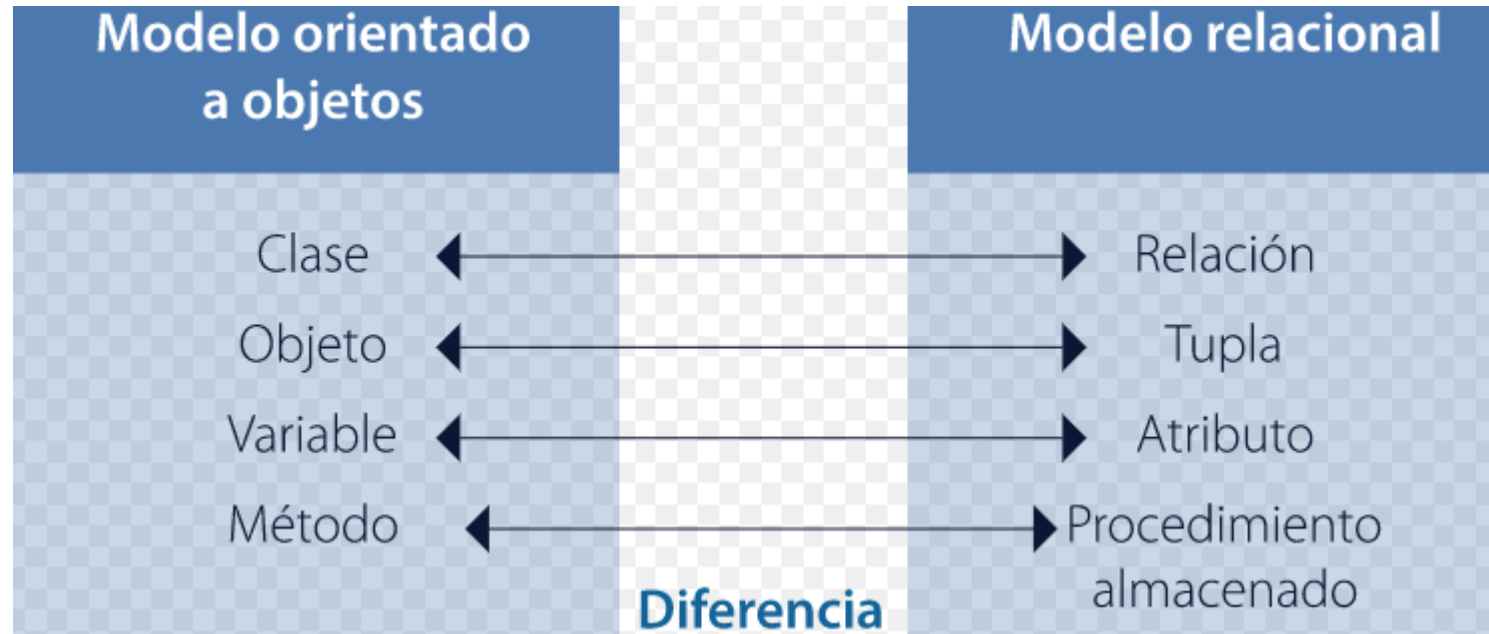 Modelo orientado
a objetos
Modelo relacional
Clase
Relación
Objeto
Tupla
Variable
Atributo
Método
Procedimiento
almacenado
Diferencia